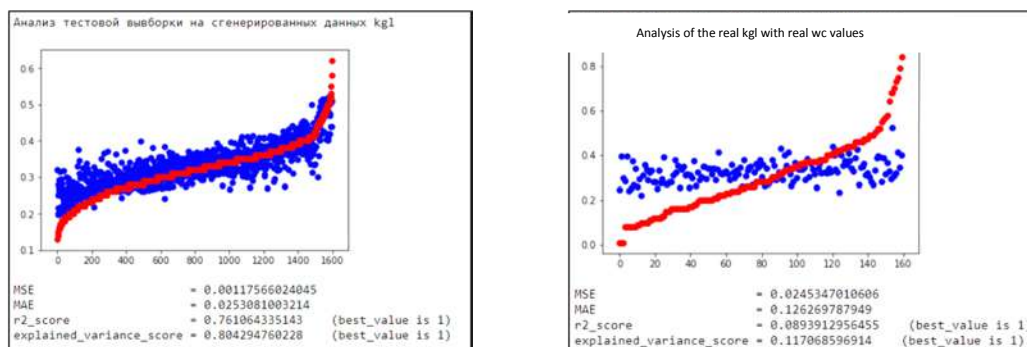 Анализ тестовой вывборки на сгенерированных данных kgl
0.6
0.5
0.4
0.3
0.2
0.1
0 200 400 600 800 1000 1200 1400 1600
MSE = 0.00117566024045
MAE = 0.0253081003214
r2_score = 0.761064335143 (best_value is 1)
explained_variance_score = 0.804294760228 (best_value is 1)
Analysis of the real kgl with real wc values
0.8
0.6
0.4
0.2
0.0
0 20 40 60 80 100 120 140 160
MSE = 0.0245347010606
MAE = 0.126269787949
r2_score = 0.0893912956455 (best_value is 1)
explained_variance_score = 0.117068596914 (best_value is 1)